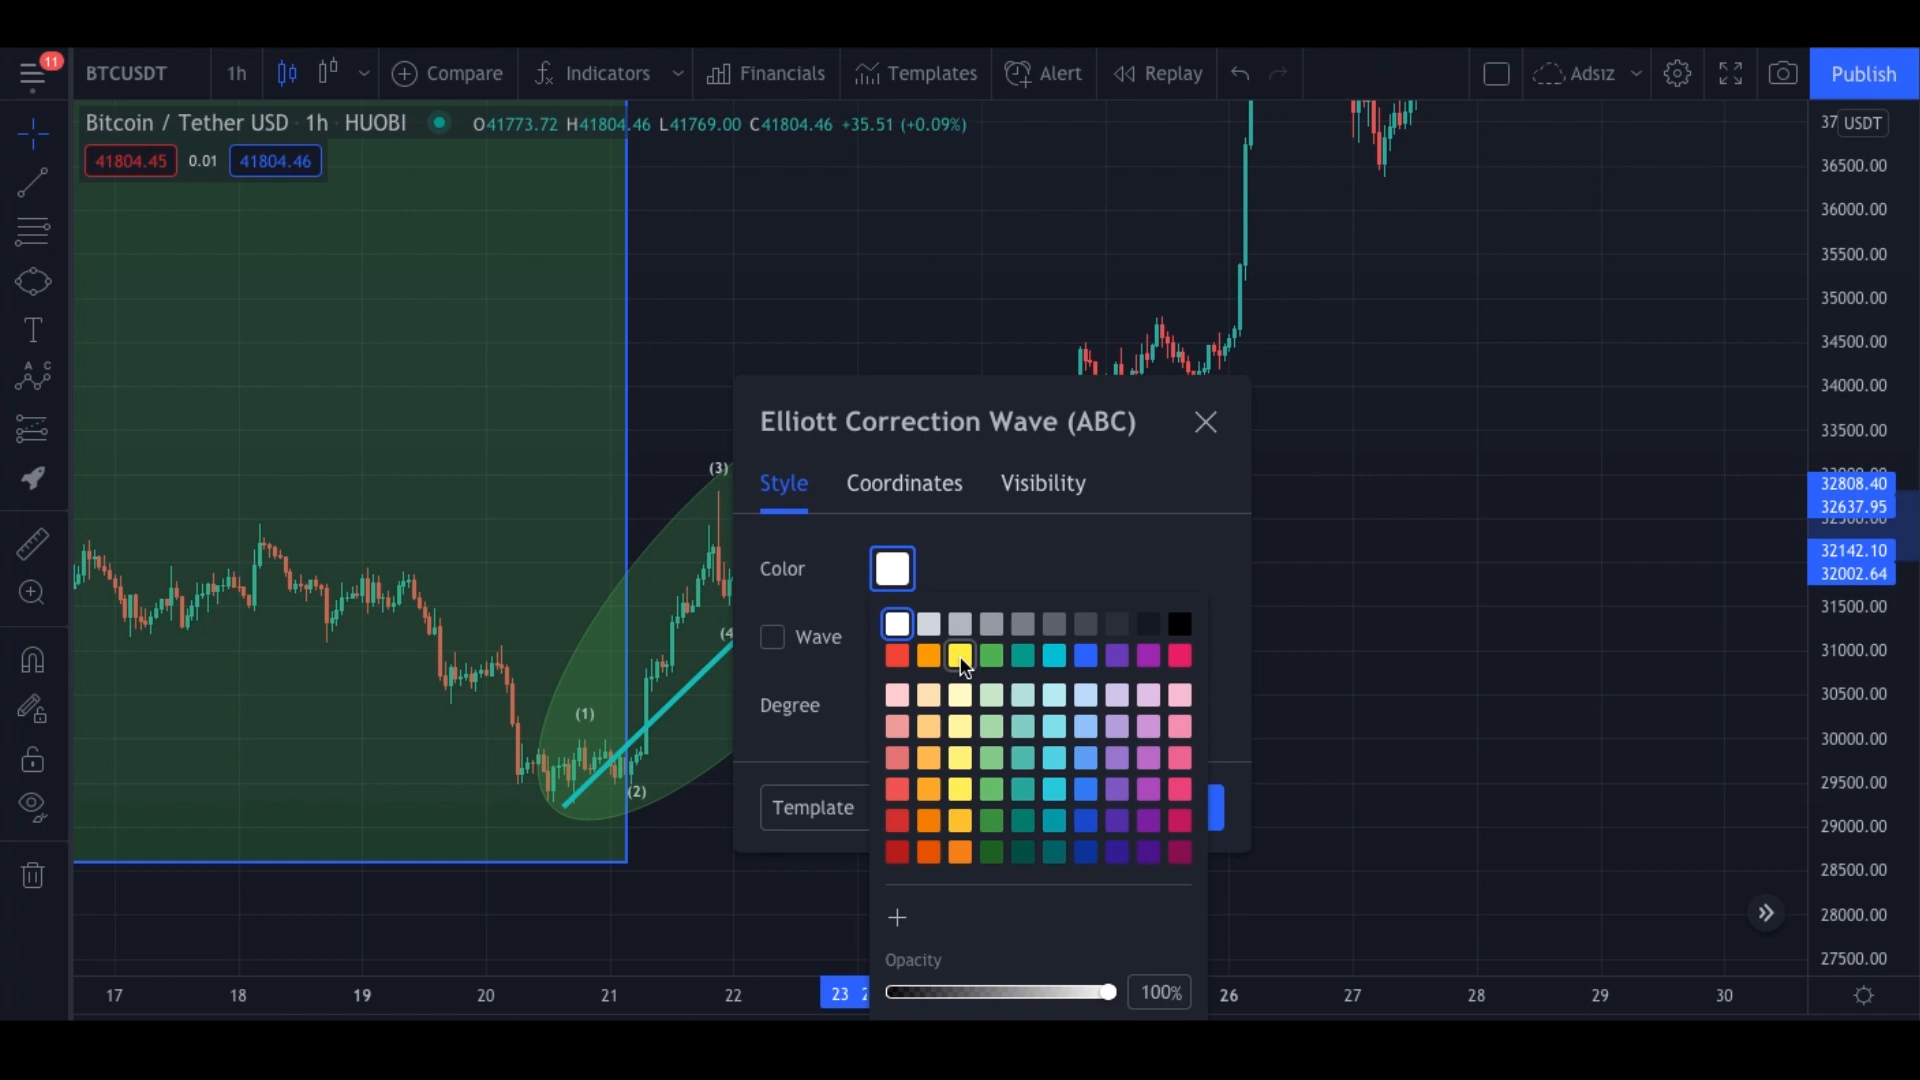 11
BTCUSDT 1h Compare Indicators Financials Templates Alert Replay Adsız Publish
Bitcoin / Tether USD · 1h · HUOBI O41773.72 H41804.46 L41769.00 C41804.46 +35.51 (+0.09%)
41804.45 0.01 41804.46
37 USDT
36500.00
36000.00
35500.00
35000.00
34500.00
34000.00
33500.00
32808.40
32637.95
32142.10
32002.64
31500.00
31000.00
30500.00
30000.00
29500.00
29000.00
28500.00
28000.00
27500.00
Elliott Correction Wave (ABC)
Style Coordinates Visibility
Color
Wave
Degree
Template
Opacity
100%
(3)
(4
(1)
(2)
A C
17 18 19 20 21 22 23 26 27 28 29 30